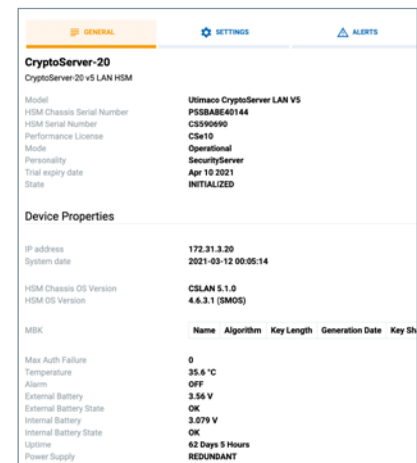 GENERAL SETTINGS ALERTS
CryptoServer-20
CryptoServer-20 v5 LAN HSM
Model Utimaco CryptoServer LAN V5
HSM Chassis Serial Number PSSBABE40144
HSM Serial Number CS590690
Performance License CSe10
Mode Operational
Personality SecurityServer
Trial expiry date Apr 10 2021
State INITIALIZED
Device Properties
IP address 172.31.3.20
System date 2021-03-12 00:05:14
HSM Chassis OS Version CSLAN 5.1.0
HSM OS Version 4.6.3.1 (SMOS)
MBK Name Algorithm Key Length Generation Date Key Sh
Max Auth Failure 0
Temperature 35.6 °C
Alarm OFF
External Battery 3.56 V
External Battery State OK
Internal Battery 3.079 V
Internal Battery State OK
Uptime 62 Days 5 Hours
Power Supply REDUNDANT